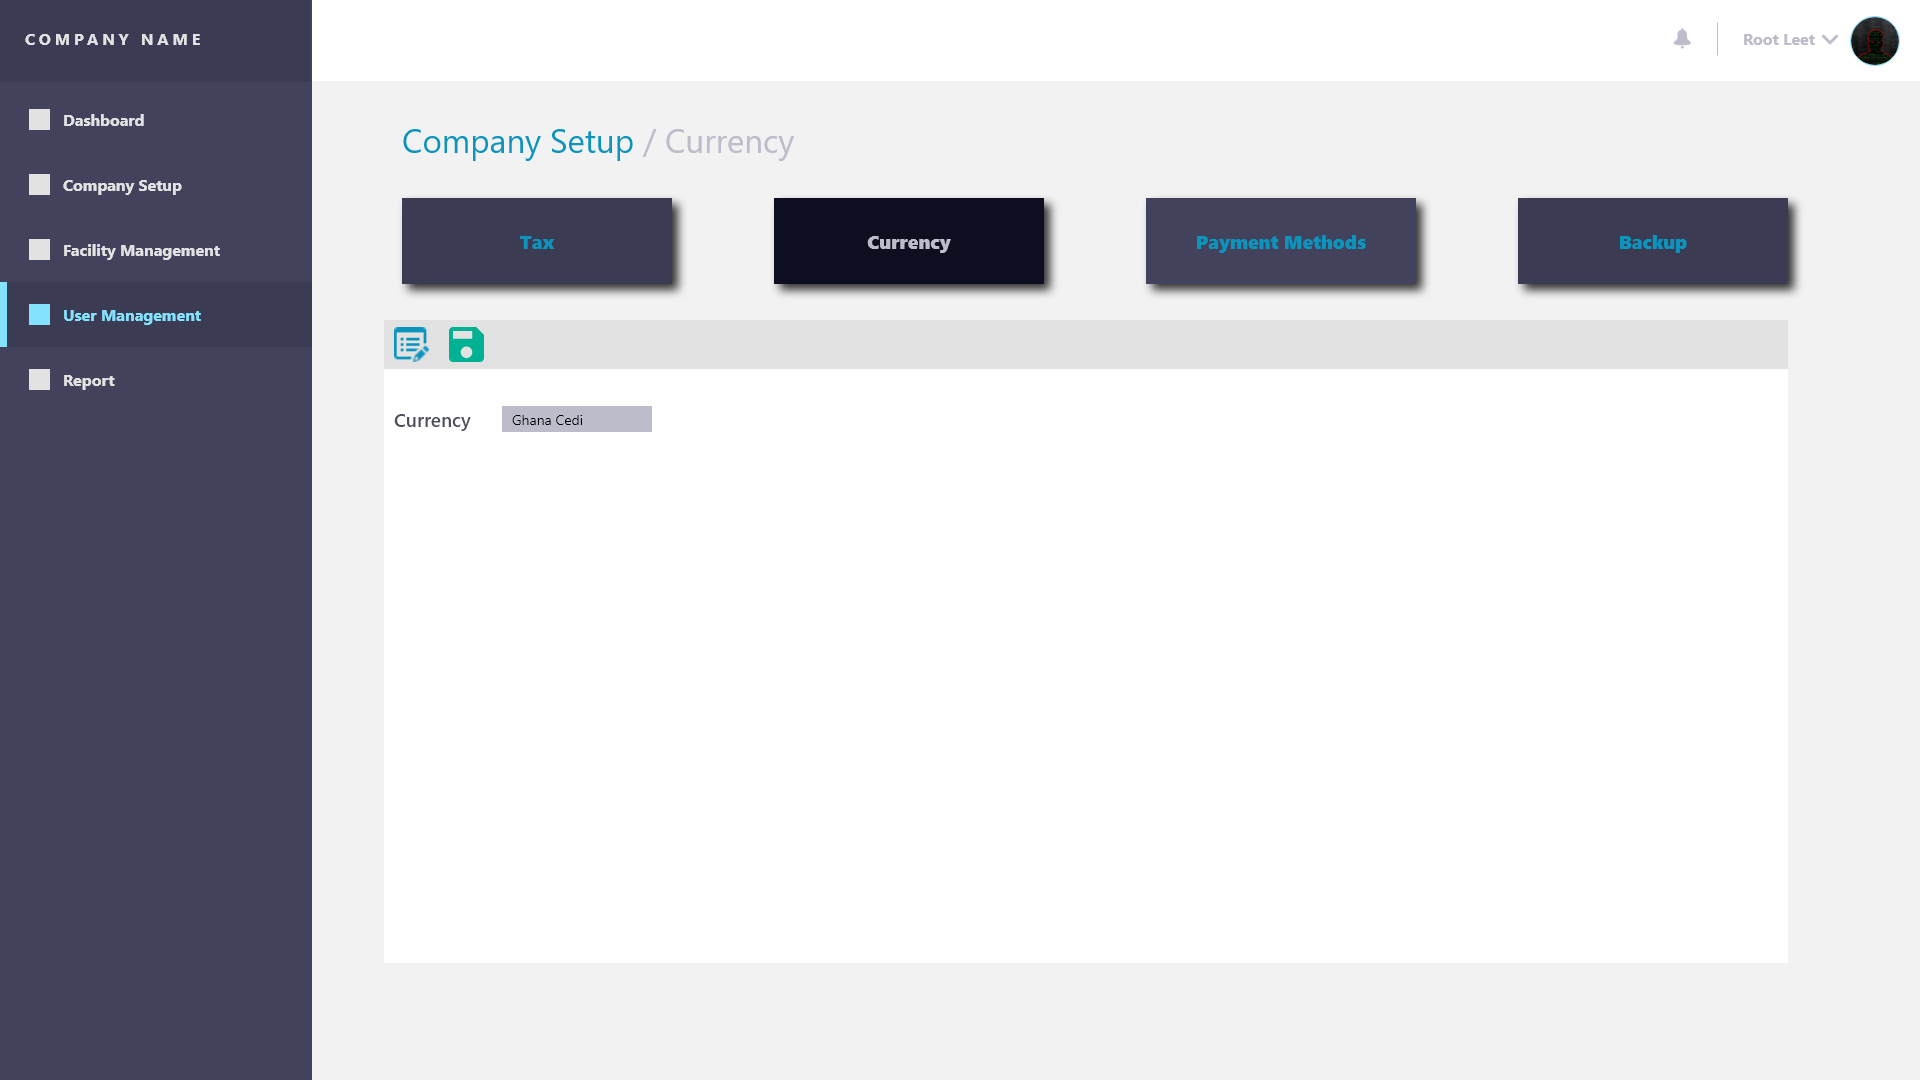 COMPANY NAME
Root Leet
Dashboard
Company Setup
Facility Management
User Management
Report
Company Setup / Currency
Tax
Currency
Payment Methods
Backup
Currency
Ghana Cedi